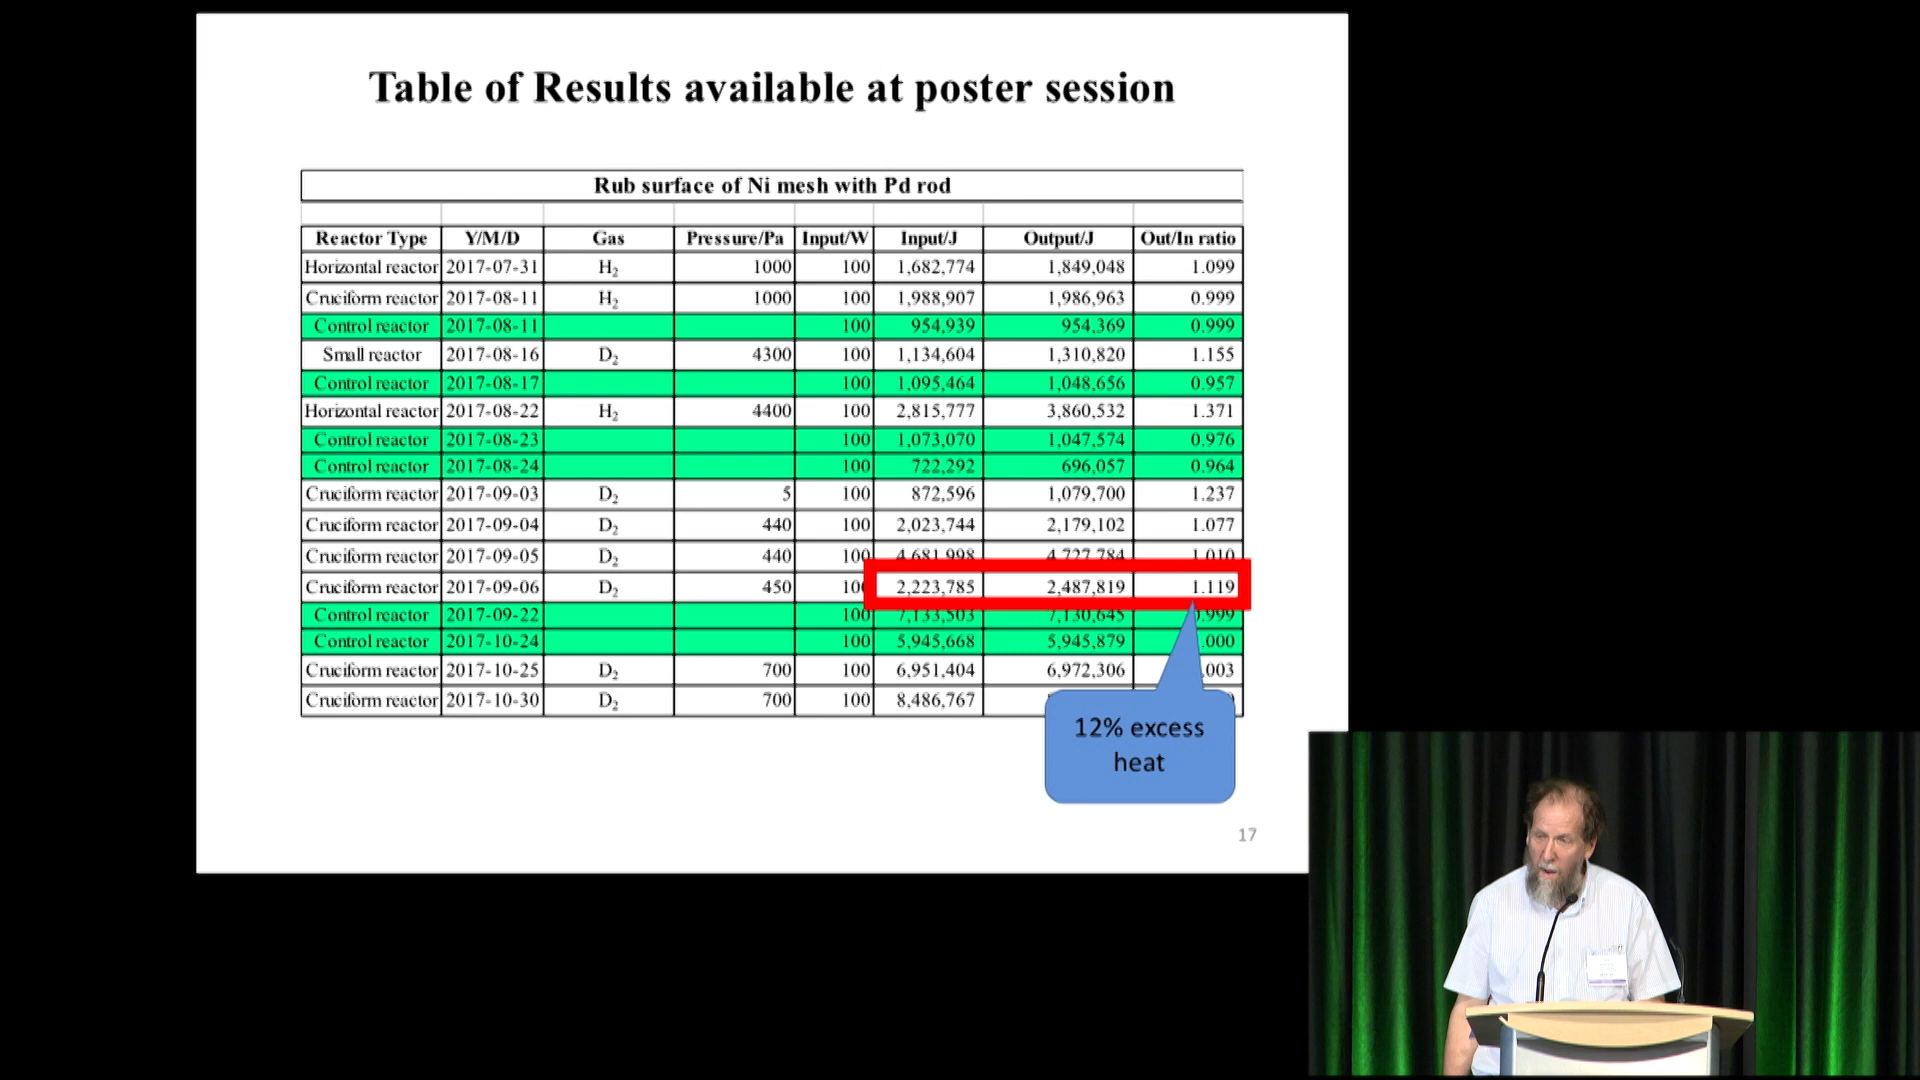 Table of Results available at poster session
Rub surface of Ni mesh with Pd rod
Reactor Type Y/M/D Gas Pressure/Pa Input/W Input/J Output/J Out/In ratio
Horizontal reactor 2017-07-31 H₂ 1000 100 1,682,774 1,849,048 1.099
Cruciform reactor 2017-08-11 H₂ 1000 100 1,988,907 1,986,963 0.999
Control reactor 2017-08-11 100 954,939 954,369 0.999
Small reactor 2017-08-16 D₂ 4300 100 1,134,604 1,310,820 1.155
Control reactor 2017-08-17 100 1,095,464 1,048,656 0.957
Horizontal reactor 2017-08-22 H₂ 4400 100 2,815,777 3,860,532 1.371
Control reactor 2017-08-23 100 1,073,070 1,047,574 0.976
Control reactor 2017-08-24 100 722,292 696,057 0.964
Cruciform reactor 2017-09-03 D₂ 5 100 872,596 1,079,700 1.237
Cruciform reactor 2017-09-04 D₂ 440 100 2,023,744 2,179,102 1.077
Cruciform reactor 2017-09-05 D₂ 440 100 4,681,998 4,727,784 1.010
Cruciform reactor 2017-09-06 D₂ 450 100 2,223,785 2,487,819 1.119
Control reactor 2017-09-22 100 7,133,503 7,130,645 0.999
Control reactor 2017-10-24 100 5,945,668 5,945,879 .000
Cruciform reactor 2017-10-25 D₂ 700 100 6,951,404 6,972,306 .003
Cruciform reactor 2017-10-30 D₂ 700 100 8,486,767
12% excess
heat
17